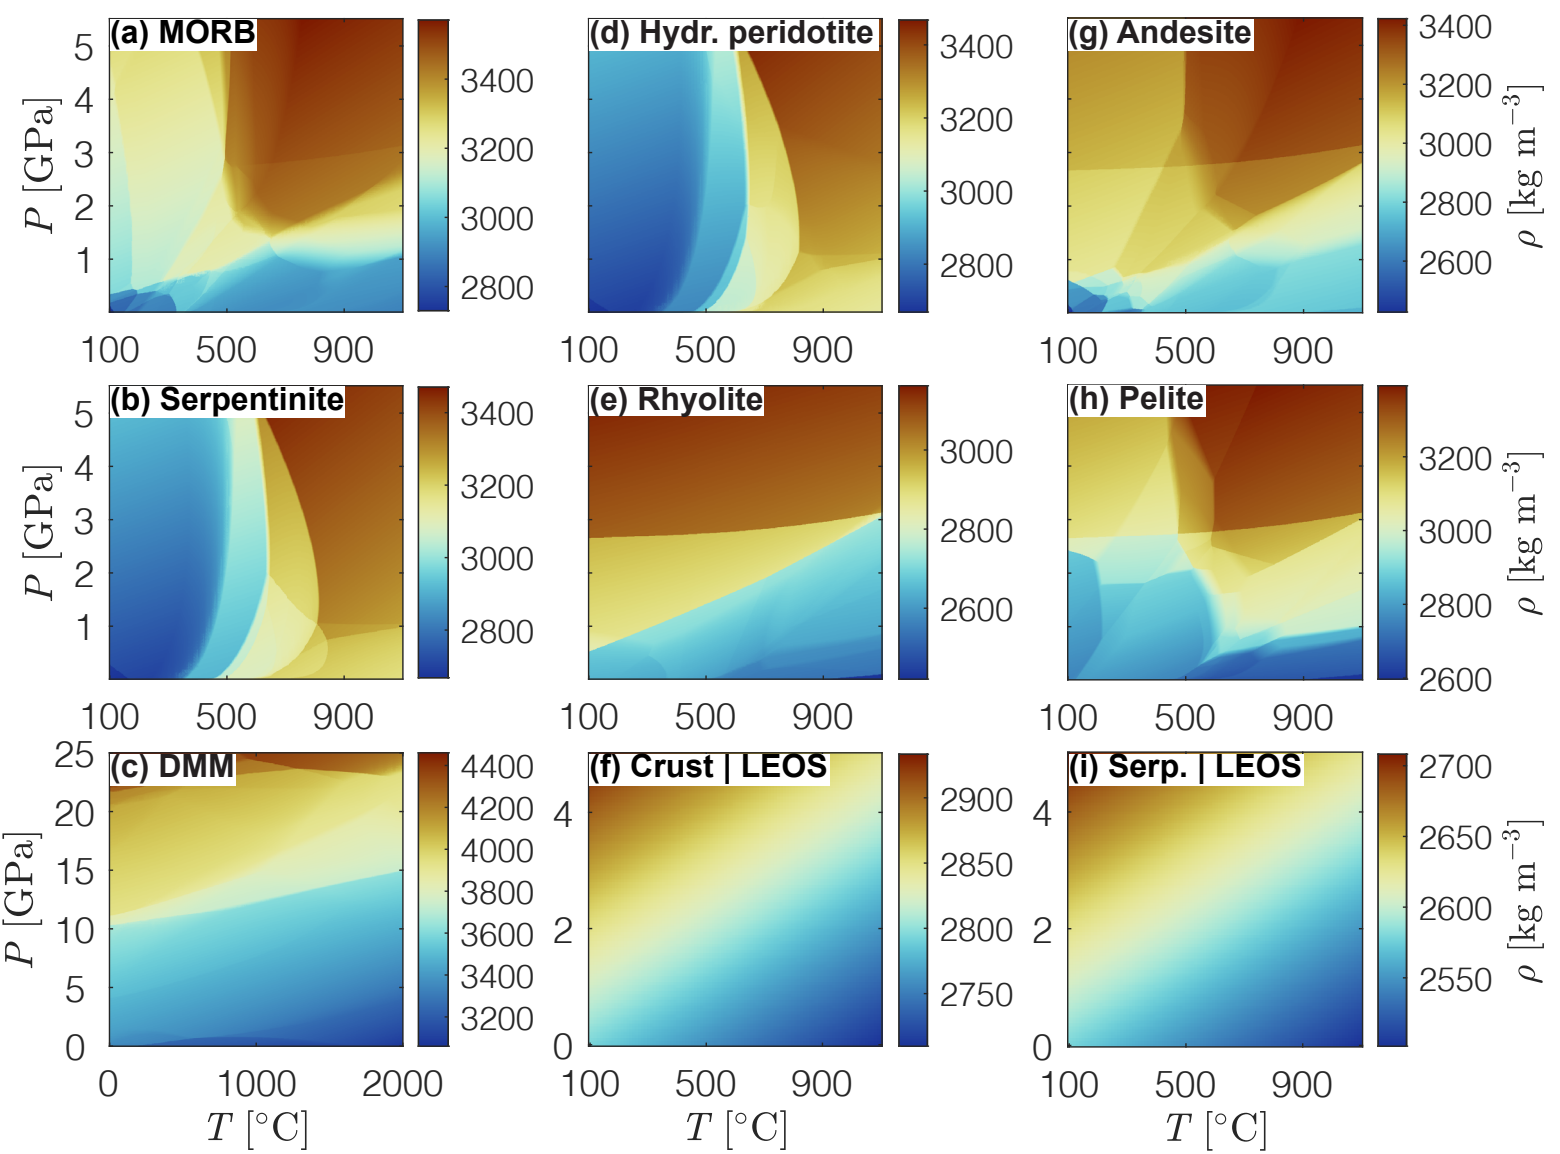 (a) MORB
5
4
3
2
1
P [GPa]
100 500 900
3400
3200
3000
2800
(d) Hydr. peridotite
100 500 900
3400
3200
3000
2800
(g) Andesite
100 500 900
3400
3200
3000
2800
2600
ρ [kg m⁻³]
(b) Serpentinite
5
4
3
2
1
P [GPa]
100 500 900
3400
3200
3000
2800
(e) Rhyolite
100 500 900
3000
2800
2600
(h) Pelite
100 500 900
3200
3000
2800
2600
ρ [kg m⁻³]
(c) DMM
25
20
15
10
5
0
P [GPa]
0 1000 2000
T [°C]
4400
4200
4000
3800
3600
3400
3200
(f) Crust | LEOS
4
2
0
100 500 900
T [°C]
2900
2850
2800
2750
(i) Serp. | LEOS
4
2
0
100 500 900
T [°C]
2700
2650
2600
2550
ρ [kg m⁻³]